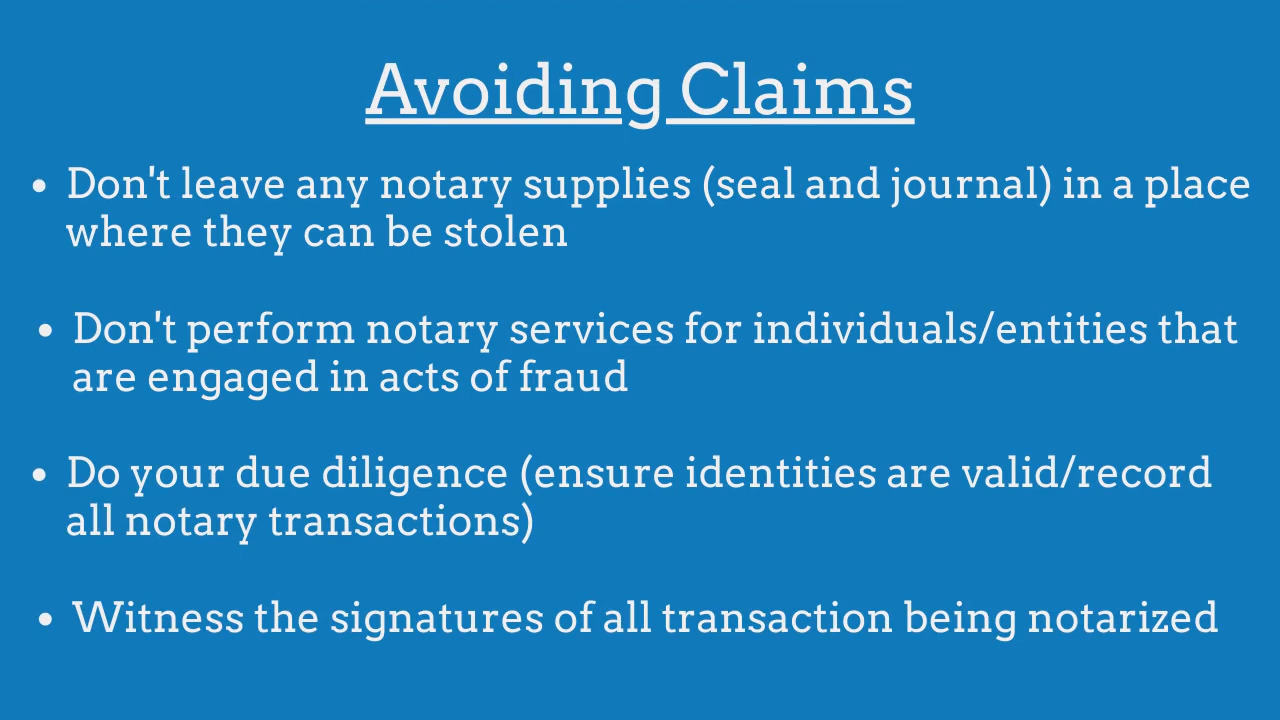 Avoiding Claims
• Don't leave any notary supplies (seal and journal) in a place
where they can be stolen
• Don't perform notary services for individuals/entities that
are engaged in acts of fraud
• Do your due diligence (ensure identities are valid/record
all notary transactions)
• Witness the signatures of all transaction being notarized